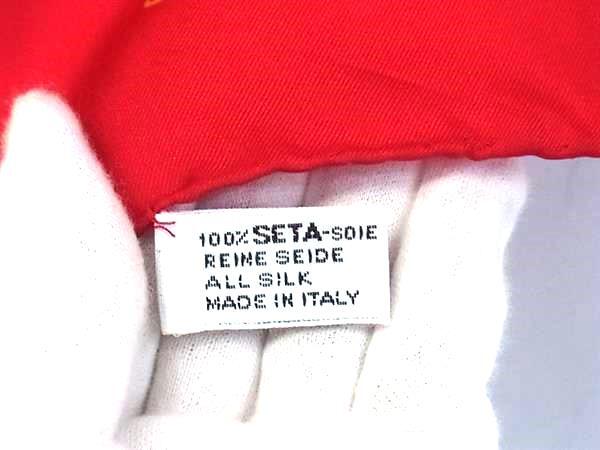 100% SETA-SOIE
REINE SEIDE
ALL SILK
MADE IN ITALY